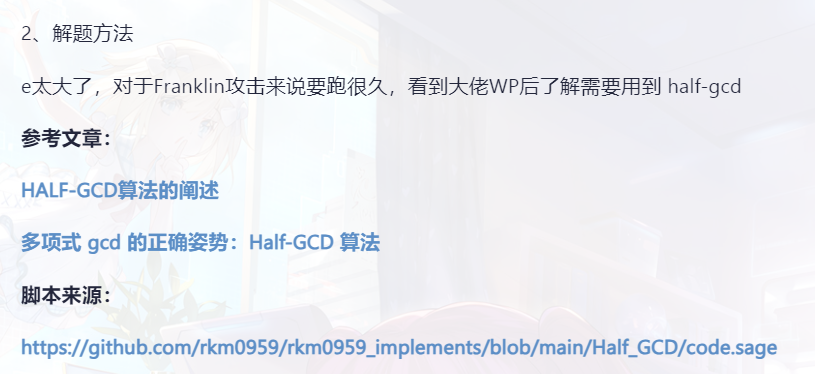 2、解题方法
e太大了，对于Franklin攻击来说要跑很久，看到大佬WP后了解需要用到 half-gcd
参考文章：
HALF-GCD算法的阐述
多项式 gcd 的正确姿势：Half-GCD 算法
脚本来源：
https://github.com/rkm0959/rkm0959_implements/blob/main/Half_GCD/code.sage